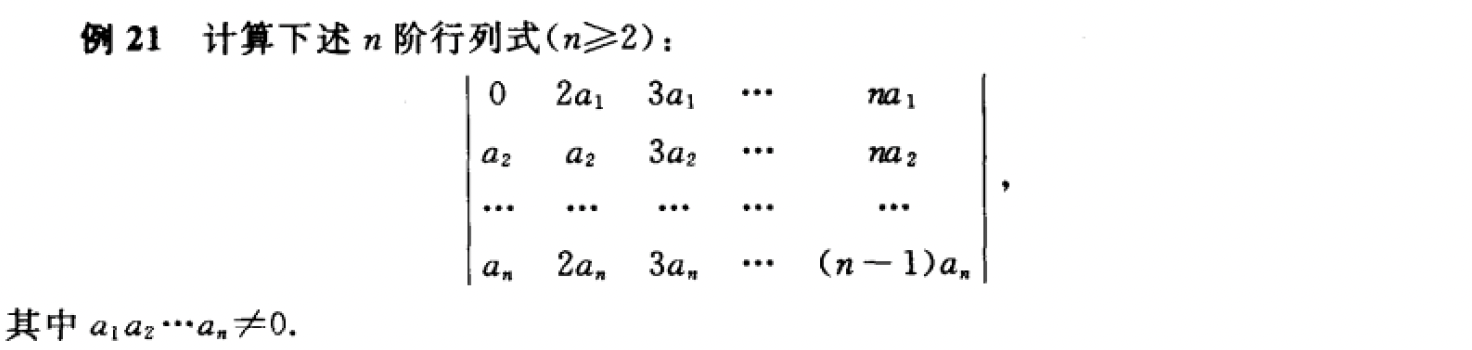 例 21 计算下述 n 阶行列式(n⩾2):
0 2a₁ 3a₁ ⋯ na₁
a₂ a₂ 3a₂ ⋯ na₂
⋯ ⋯ ⋯ ⋯ ⋯
aₙ 2aₙ 3aₙ ⋯ (n−1)aₙ ,
其中 a₁a₂⋯aₙ≠0.